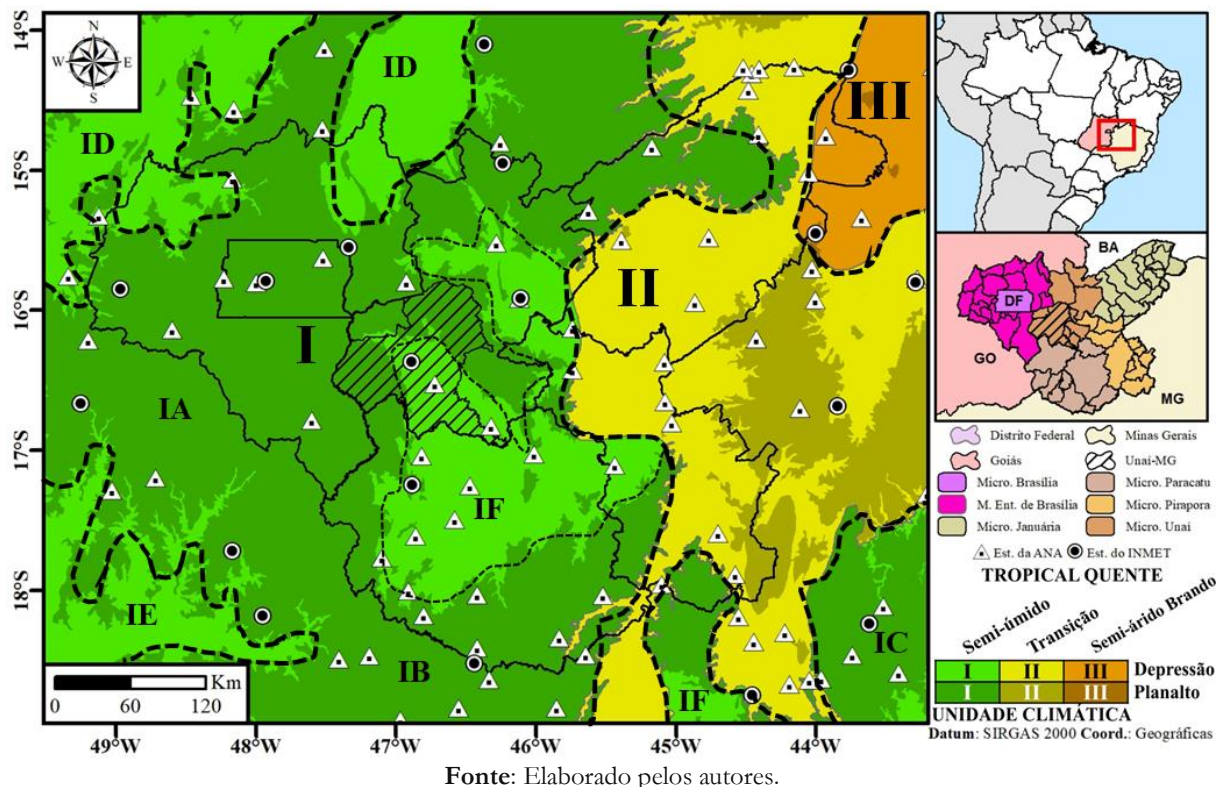 14°S
15°S
16°S
17°S
18°S
N
W E
S
ID
ID
III
II
I
IA
IF
IE
IB
IF
IC
Km
0 60 120
49°W 48°W 47°W 46°W 45°W 44°W
BA
DF
GO
MG
Distrito Federal
Minas Gerais
Goiás
Unaí-MG
Micro. Brasília
Micro. Paracatu
M. Ent. de Brasília
Micro. Pirapora
Micro. Januária
Micro. Unaí
Est. da ANA
Est. do INMET
TROPICAL QUENTE
Semi-úmido
Transição
Semi-árido Brando
I II III Depressão
I II III Planalto
UNIDADE CLIMÁTICA
Datum: SIRGAS 2000 Coord.: Geográficas
Fonte: Elaborado pelos autores.